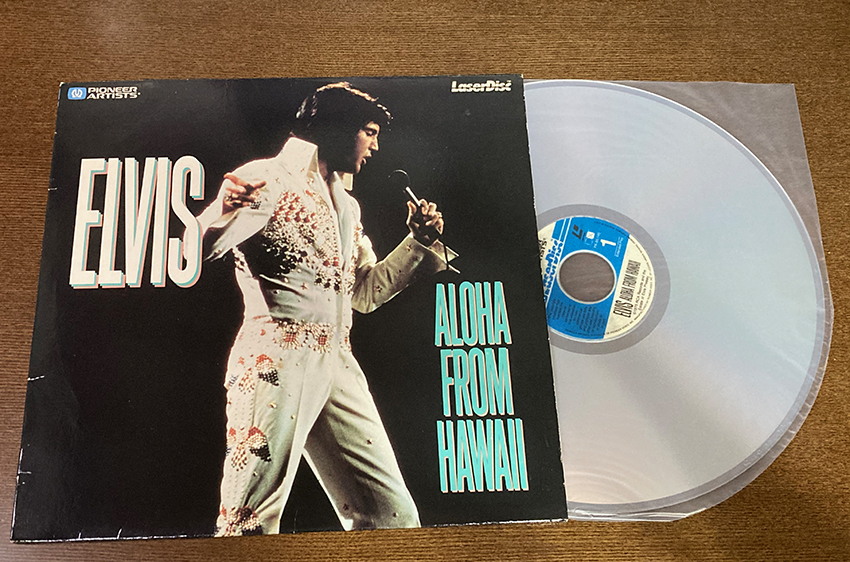 PIONEER
ARTISTS
LaserDisc
ELVIS
ALOHA
FROM
HAWAII
1
ELVIS ALOHA FROM HAWAII